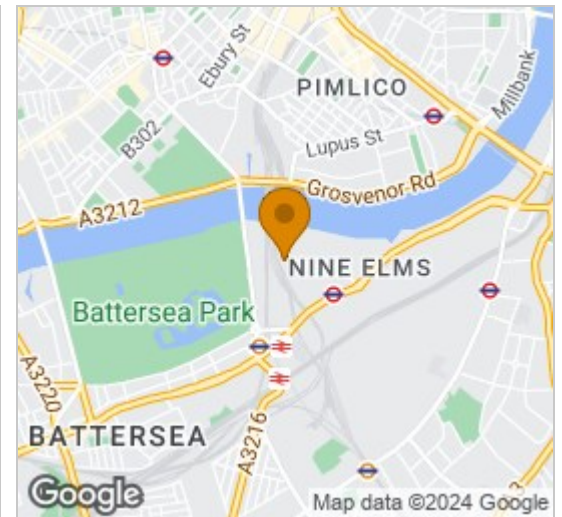 Ebury St
PIMLICO
Millbank
B302
Lupus St
Grosvenor Rd
A3212
NINE ELMS
Battersea Park
A3220
BATTERSEA
A3216
3
Google
Map data ©2024 Google